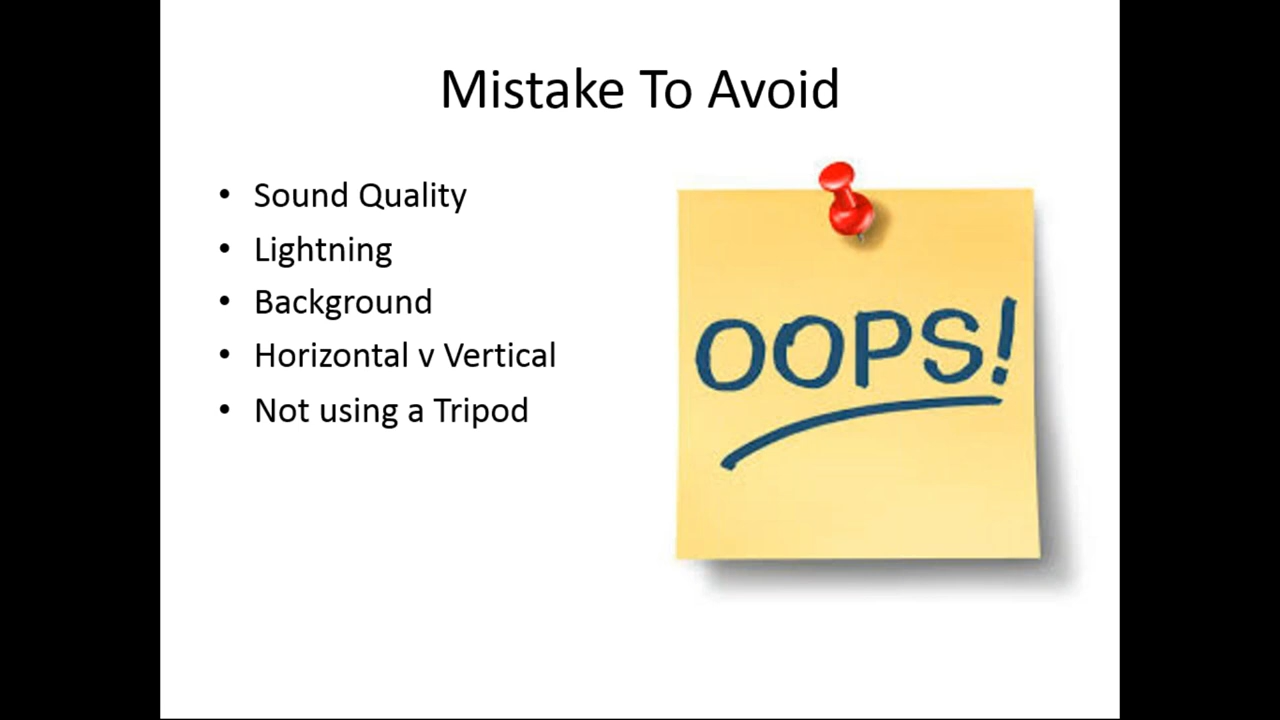 Mistake To Avoid
• Sound Quality
• Lightning
• Background
• Horizontal v Vertical
• Not using a Tripod
OOPS!